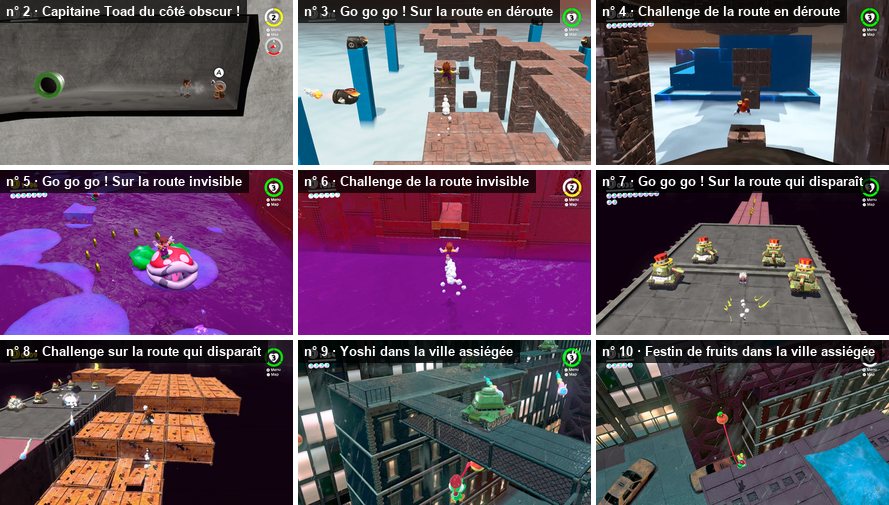 n° 2 · Capitaine Toad du côté obscur !
n° 3 · Go go go ! Sur la route en déroute
n° 4 · Challenge de la route en déroute
n° 5 · Go go go ! Sur la route invisible
n° 6 · Challenge de la route invisible
n° 7 · Go go go ! Sur la route qui disparaît
n° 8 · Challenge sur la route qui disparaît
n° 9 · Yoshi dans la ville assiégée
n° 10 · Festin de fruits dans la ville assiégée